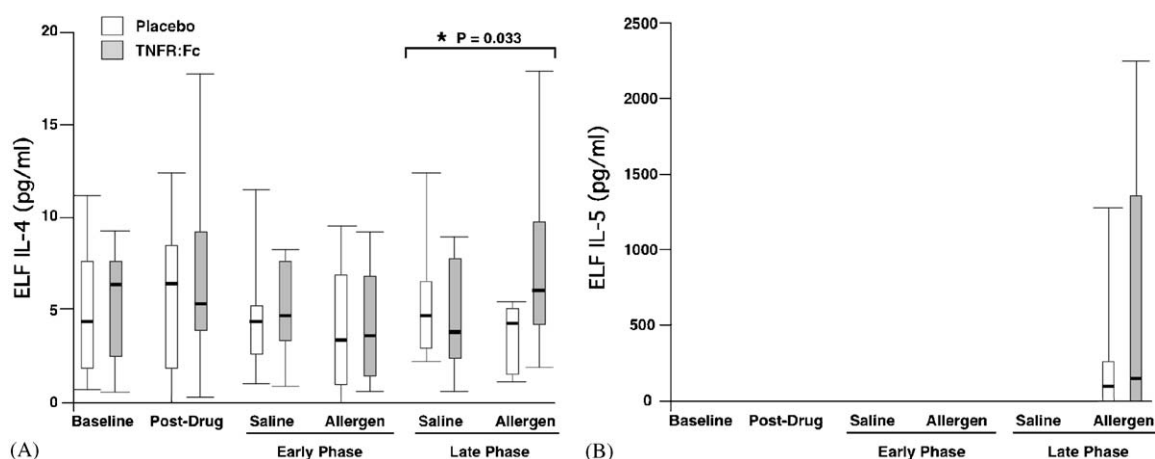 Placebo
TNFR:Fc
* P = 0.033
ELF IL-4 (pg/ml)
20
15
10
5
0
Baseline Post-Drug Saline Allergen Saline Allergen
Early Phase Late Phase
(A)
ELF IL-5 (pg/ml)
2500
2000
1500
1000
500
0
Baseline Post-Drug Saline Allergen Saline Allergen
Early Phase Late Phase
(B)